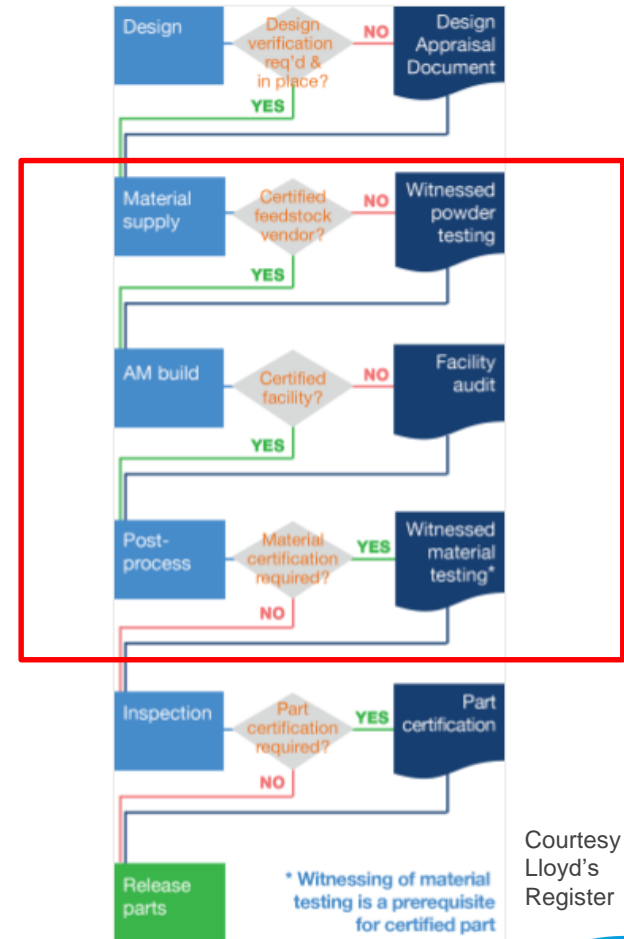 Design
Design
verification
req'd &
in place?
NO
Design
Appraisal
Document
YES
Material
supply
Certified
feedstock
vendor?
NO
Witnessed
powder
testing
YES
AM build
Certified
facility?
NO
Facility
audit
YES
Post-
process
Material
certification
required?
YES
Witnessed
material
testing*
NO
Inspection
Part
certification
required?
YES
Part
certification
NO
Release
parts
* Witnessing of material
testing is a prerequisite
for certified part
Courtesy
Lloyd's
Register